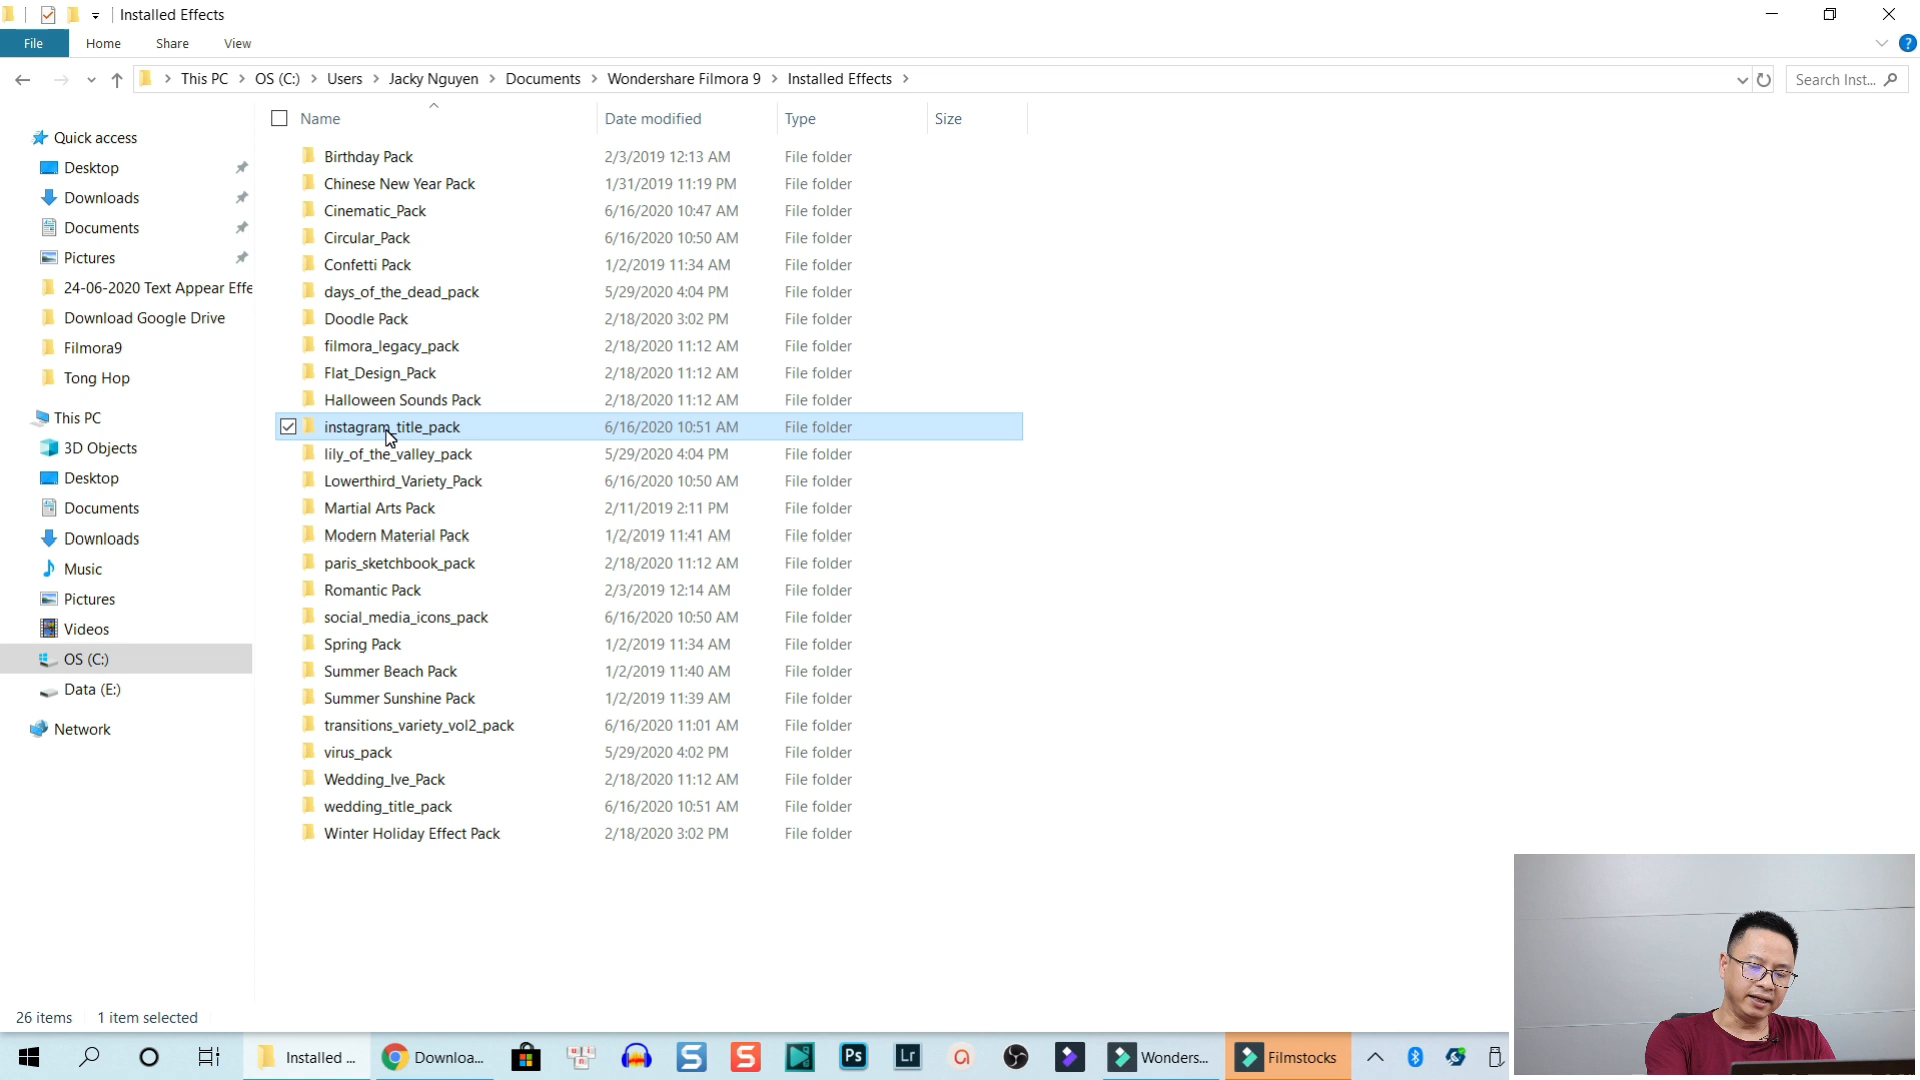 Installed Effects
File Home Share View
This PC > OS (C:) > Users > Jacky Nguyen > Documents > Wondershare Filmora 9 > Installed Effects > Search Inst...
Name Date modified Type Size
Quick access
Desktop
Downloads
Documents
Pictures
24-06-2020 Text Appear Effe
Download Google Drive
Filmora9
Tong Hop
This PC
3D Objects
Desktop
Documents
Downloads
Music
Pictures
Videos
OS (C:)
Data (E:)
Network
Birthday Pack 2/3/2019 12:13 AM File folder
Chinese New Year Pack 1/31/2019 11:19 PM File folder
Cinematic_Pack 6/16/2020 10:47 AM File folder
Circular_Pack 6/16/2020 10:50 AM File folder
Confetti Pack 1/2/2019 11:34 AM File folder
days_of_the_dead_pack 5/29/2020 4:04 PM File folder
Doodle Pack 2/18/2020 3:02 PM File folder
filmora_legacy_pack 2/18/2020 11:12 AM File folder
Flat_Design_Pack 2/18/2020 11:12 AM File folder
Halloween Sounds Pack 2/18/2020 11:12 AM File folder
instagram_title_pack 6/16/2020 10:51 AM File folder
lily_of_the_valley_pack 5/29/2020 4:04 PM File folder
Lowerthird_Variety_Pack 6/16/2020 10:50 AM File folder
Martial Arts Pack 2/11/2019 2:11 PM File folder
Modern Material Pack 1/2/2019 11:41 AM File folder
paris_sketchbook_pack 2/18/2020 11:12 AM File folder
Romantic Pack 2/3/2019 12:14 AM File folder
social_media_icons_pack 6/16/2020 10:50 AM File folder
Spring Pack 1/2/2019 11:34 AM File folder
Summer Beach Pack 1/2/2019 11:40 AM File folder
Summer Sunshine Pack 1/2/2019 11:39 AM File folder
transitions_variety_vol2_pack 6/16/2020 11:01 AM File folder
virus_pack 5/29/2020 4:02 PM File folder
Wedding_Ive_Pack 2/18/2020 11:12 AM File folder
wedding_title_pack 6/16/2020 10:51 AM File folder
Winter Holiday Effect Pack 2/18/2020 3:02 PM File folder
26 items 1 item selected
Installed ... Downloa... S S Ps Lr Wonders... Filmstocks